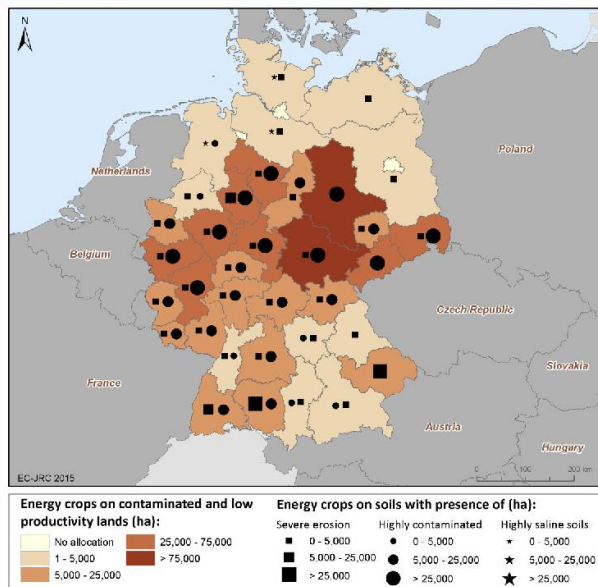 N
Poland
Netherlands
Belgium
Czech Republic
Slovakia
France
Austria
Hungary
EC-JRC 2015
0 100 200 km
Energy crops on contaminated and low
productivity lands (ha):
No allocation
1 - 5,000
5,000 - 25,000
25,000 - 75,000
> 75,000
Energy crops on soils with presence of (ha):
Severe erosion
0 - 5,000
5,000 - 25,000
> 25,000
Highly contaminated
0 - 5,000
5,000 - 25,000
> 25,000
Highly saline soils
0 - 5,000
5,000 - 25,000
> 25,000